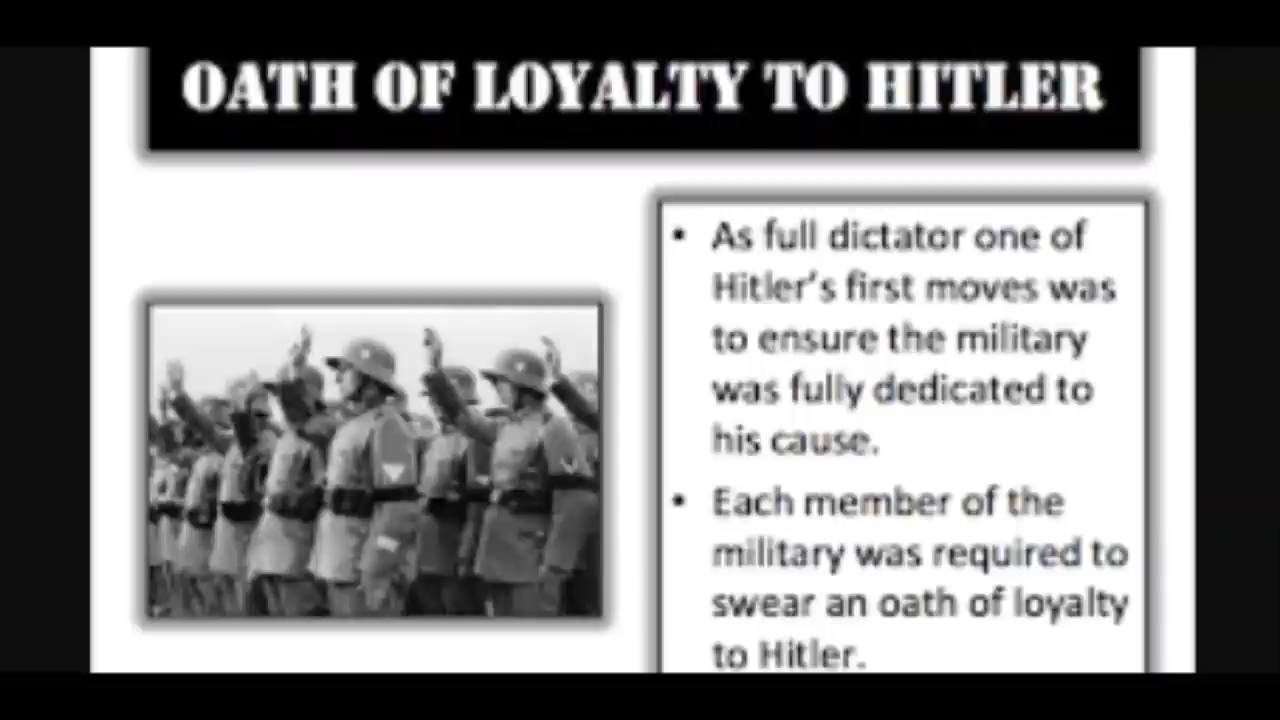 OATH OF LOYALTY TO HITLER
• As full dictator one of
Hitler's first moves was
to ensure the military
was fully dedicated to
his cause.
• Each member of the
military was required to
swear an oath of loyalty
to Hitler.